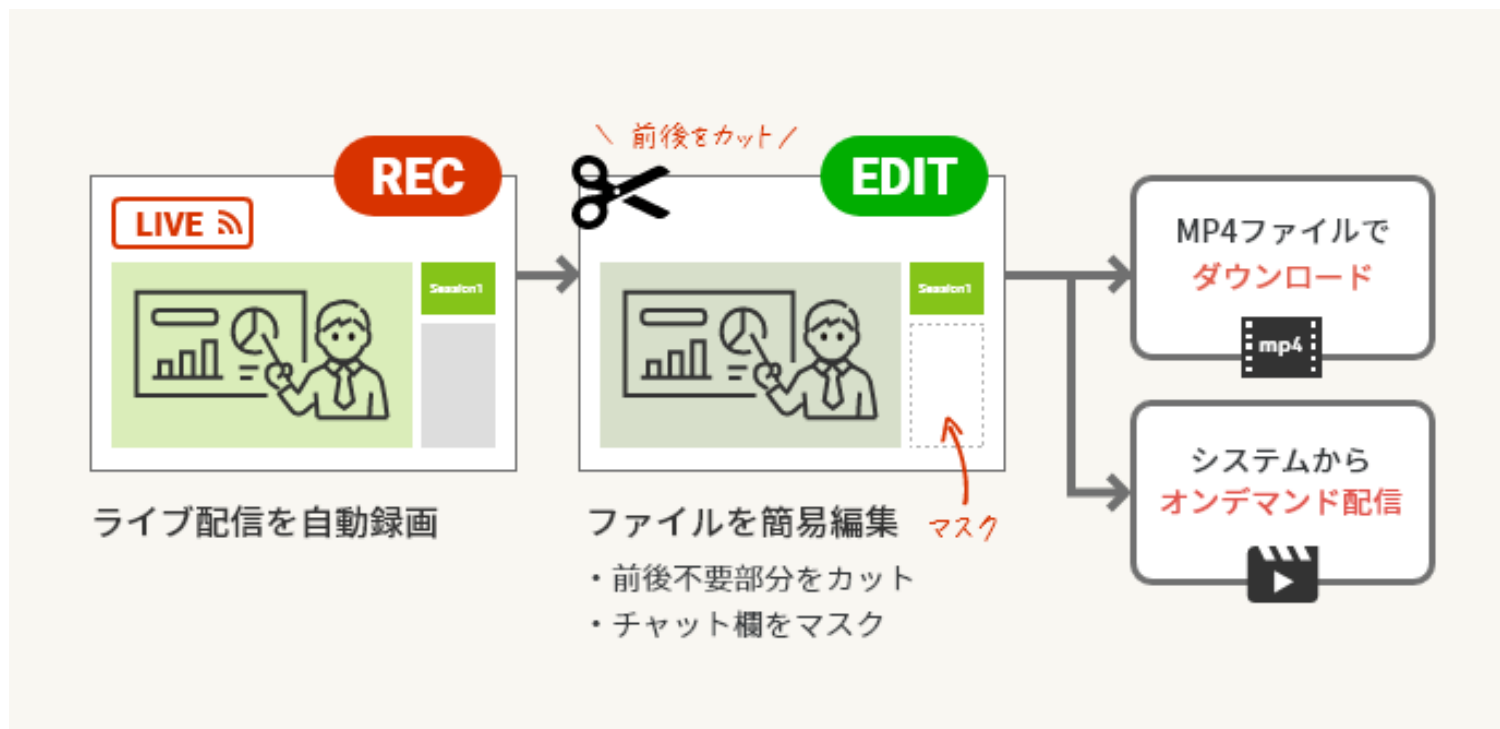 REC
LIVE
Session1
ライブ配信を自動録画
前後をカット
EDIT
Session1
マスク
ファイルを簡易編集
・前後不要部分をカット
・チャット欄をマスク
MP4ファイルで
ダウンロード
mp4
システムから
オンデマンド配信